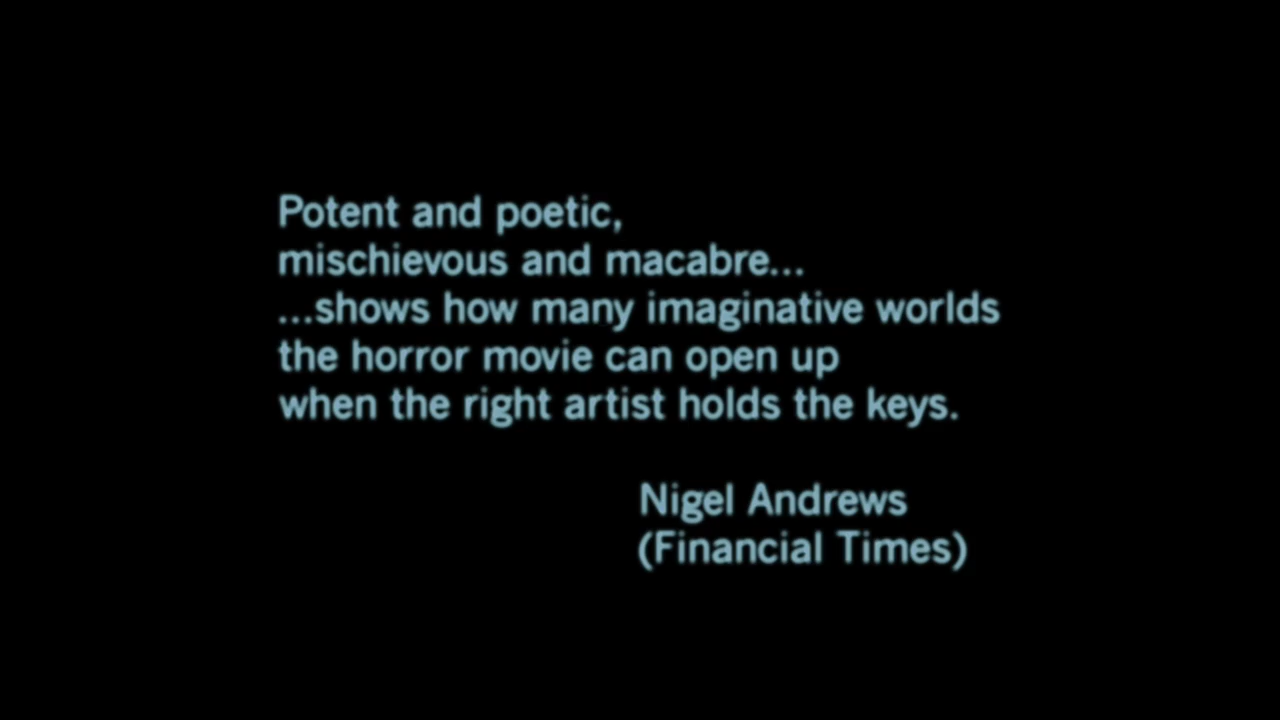 Potent and poetic,
mischievous and macabre...
...shows how many imaginative worlds
the horror movie can open up
when the right artist holds the keys.
Nigel Andrews
(Financial Times)